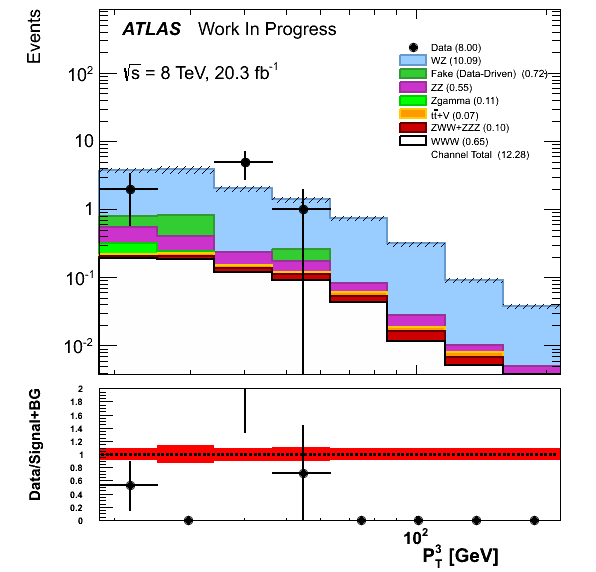 Events
ATLAS Work In Progress
√s = 8 TeV, 20.3 fb⁻¹
Data (8.00)
WZ (10.09)
Fake (Data-Driven) (0.72)
ZZ (0.55)
Zgamma (0.11)
tt̄+V (0.07)
ZWW+ZZZ (0.10)
WWW (0.65)
Channel Total (12.28)
10²
10
1
10⁻¹
10⁻²
Data/Signal+BG
2
1.8
1.6
1.4
1.2
1
0.8
0.6
0.4
0.2
0
10²
P³_T [GeV]